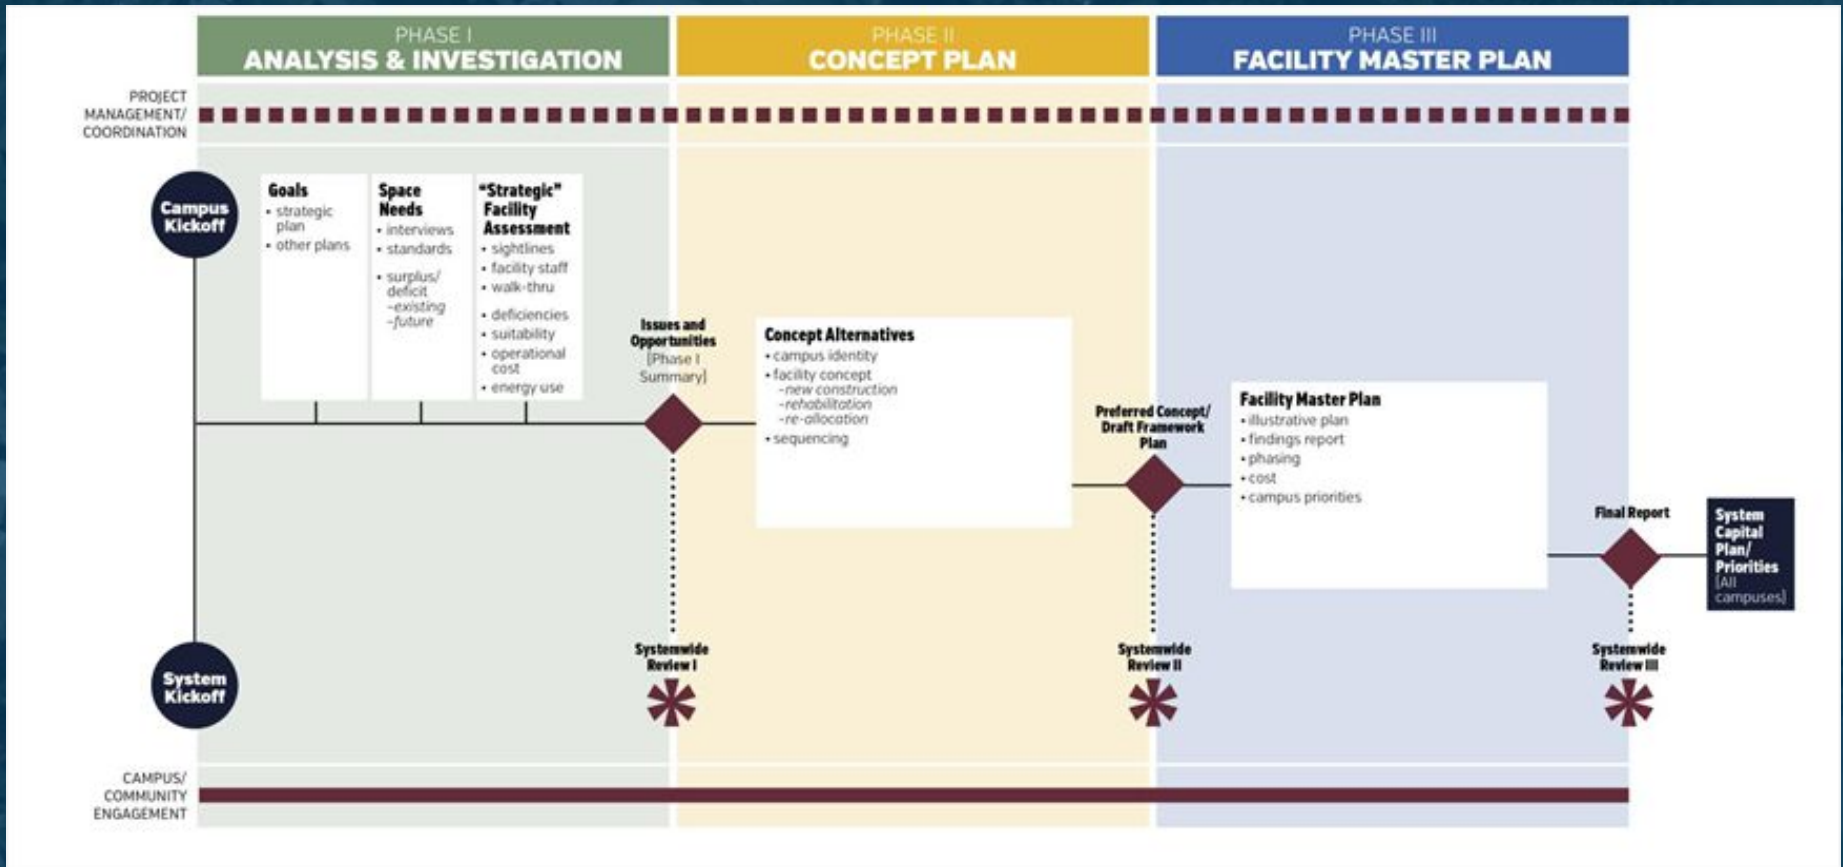 PHASE I
ANALYSIS & INVESTIGATION
PHASE II
CONCEPT PLAN
PHASE III
FACILITY MASTER PLAN
PROJECT
MANAGEMENT/
COORDINATION
Campus
Kickoff
Goals
• strategic
plan
• other plans
Space
Needs
• interviews
• standards
• surplus/
deficit
-existing
-future
"Strategic"
Facility
Assessment
• sightlines
• facility staff
• walk-thru
• deficiencies
• suitability
• operational
cost
• energy use
Issues and
Opportunities
[Phase I
Summary]
Concept Alternatives
• campus identity
• facility concept
-new construction
-rehabilitation
-re-allocation
• sequencing
Preferred Concept/
Draft Framework
Plan
Facility Master Plan
• illustrative plan
• findings report
• phasing
• cost
• campus priorities
Final Report
System
Capital
Plan/
Priorities
[All
campuses]
System
Kickoff
Systemwide
Review I
Systemwide
Review II
Systemwide
Review III
CAMPUS/
COMMUNITY
ENGAGEMENT